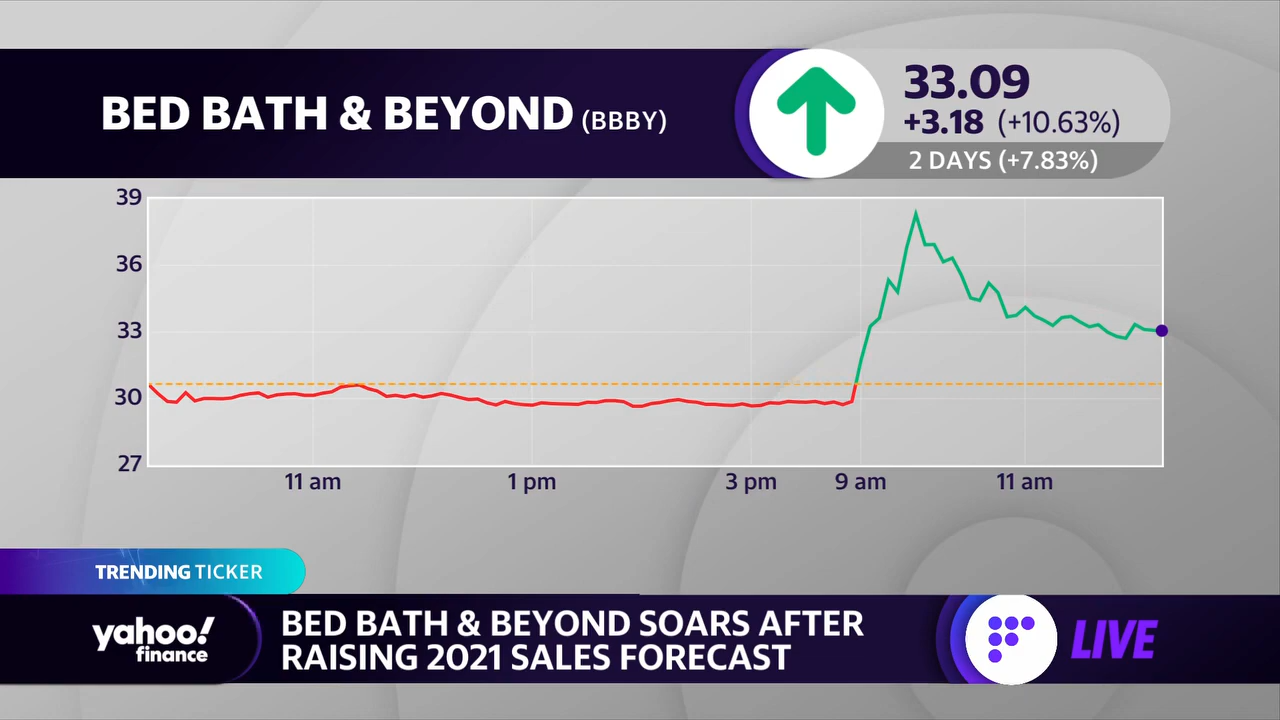 BED BATH & BEYOND (BBBY)
33.09
+3.18 (+10.63%)
2 DAYS (+7.83%)
39
36
33
30
27
11 am
1 pm
3 pm
9 am
11 am
TRENDING TICKER
yahoo!
finance
BED BATH & BEYOND SOARS AFTER
RAISING 2021 SALES FORECAST
LIVE